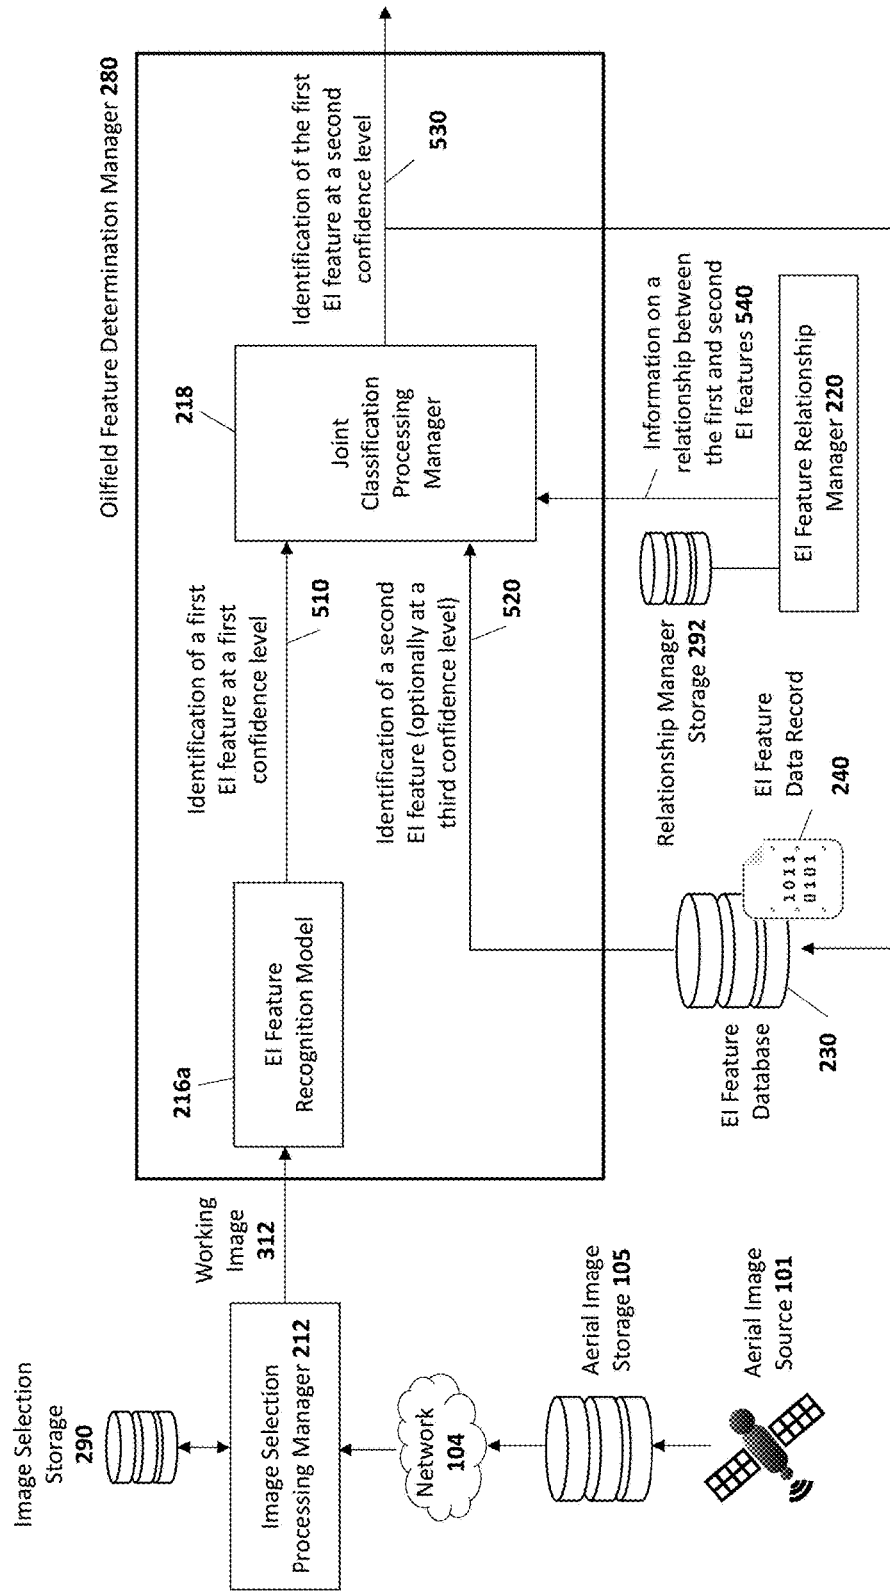 Oilfield Feature Determination Manager 280
Image Selection
Storage
290
Image Selection
Processing Manager 212
Network
104
Aerial Image
Storage 105
Aerial Image
Source 101
Working
Image
312
216a
EI Feature
Recognition Model
Identification of a first
EI feature at a first
confidence level
510
Identification of a second
EI feature (optionally at a
third confidence level)
520
218
Joint
Classification
Processing
Manager
Identification of the first
EI feature at a second
confidence level
530
EI Feature
Database
230
1011
0101
EI Feature
Data Record
240
Relationship Manager
Storage 292
Information on a
relationship between
the first and second
EI features 540
EI Feature Relationship
Manager 220